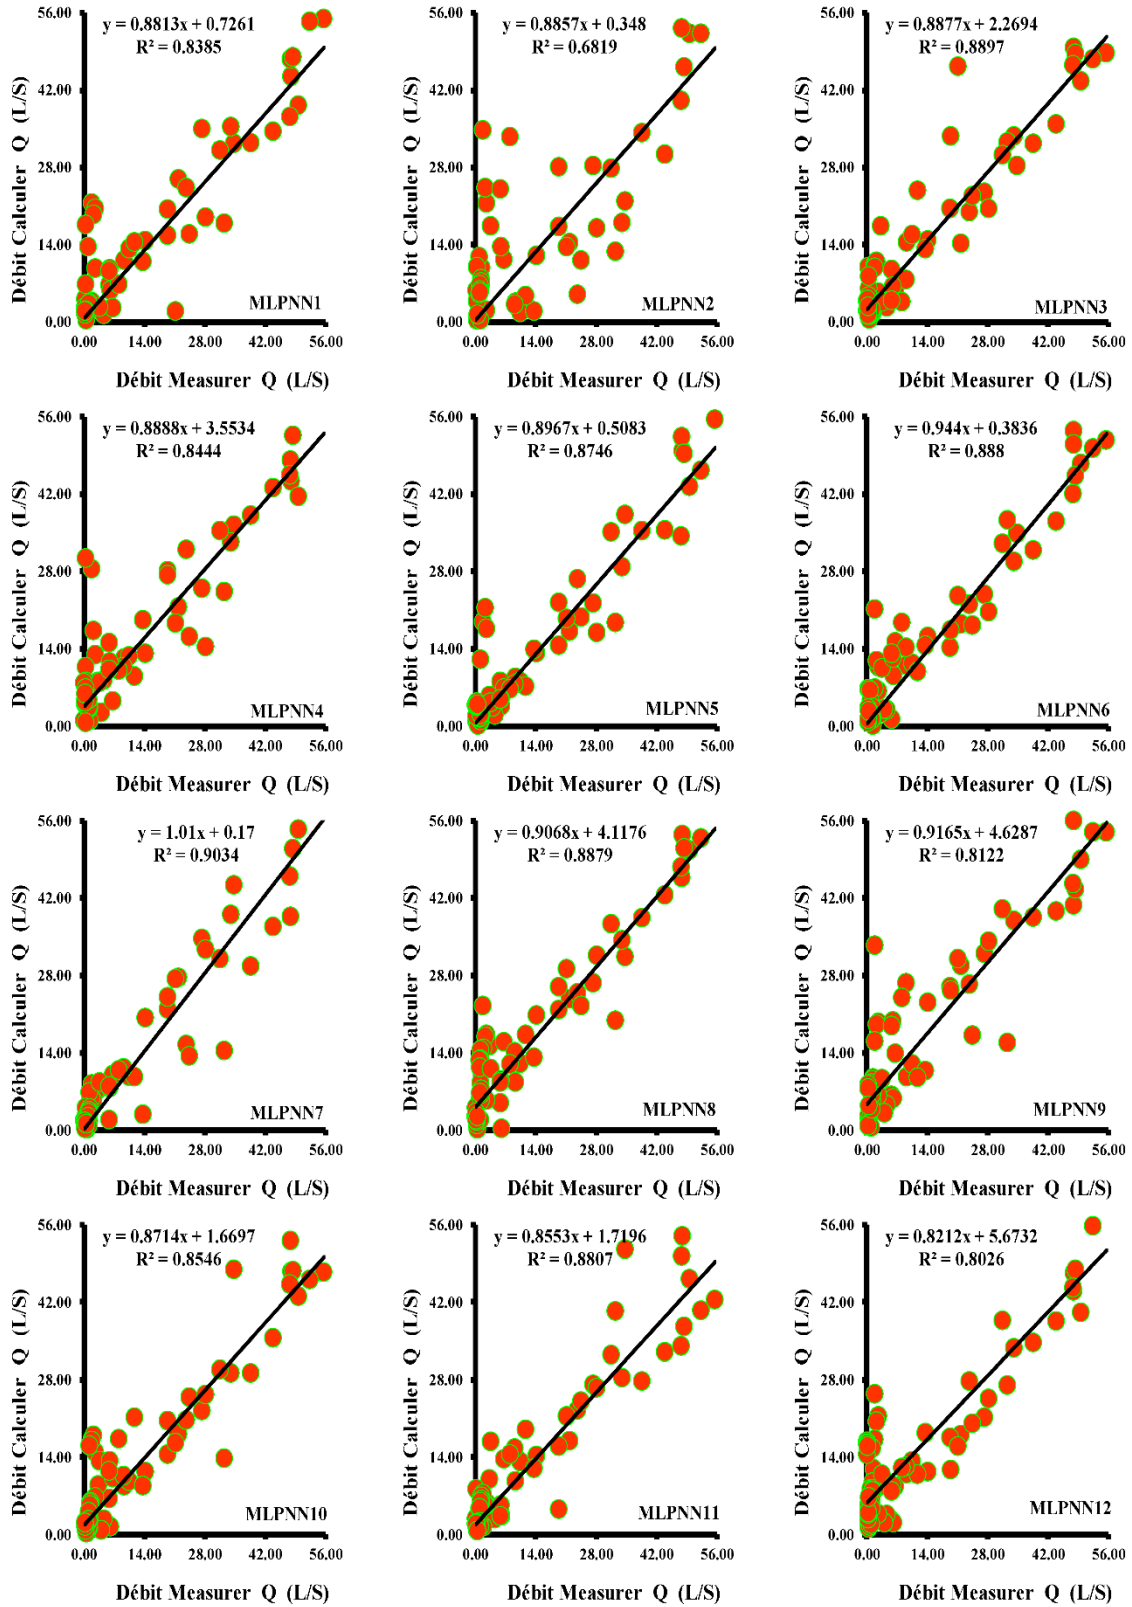 y = 0.8813x + 0.7261
R² = 0.8385
Débit Calculer Q (L/S)
56.00
42.00
28.00
14.00
0.00
MLPNN1
0.00 14.00 28.00 42.00 56.00
Débit Measurer Q (L/S)
y = 0.8857x + 0.348
R² = 0.6819
Débit Calculer Q (L/S)
56.00
42.00
28.00
14.00
0.00
MLPNN2
0.00 14.00 28.00 42.00 56.00
Débit Measurer Q (L/S)
y = 0.8877x + 2.2694
R² = 0.8897
Débit Calculer Q (L/S)
56.00
42.00
28.00
14.00
0.00
MLPNN3
0.00 14.00 28.00 42.00 56.00
Débit Measurer Q (L/S)
y = 0.8888x + 3.5534
R² = 0.8444
Débit Calculer Q (L/S)
56.00
42.00
28.00
14.00
0.00
MLPNN4
0.00 14.00 28.00 42.00 56.00
Débit Measurer Q (L/S)
y = 0.8967x + 0.5083
R² = 0.8746
Débit Calculer Q (L/S)
56.00
42.00
28.00
14.00
0.00
MLPNN5
0.00 14.00 28.00 42.00 56.00
Débit Measurer Q (L/S)
y = 0.944x + 0.3836
R² = 0.888
Débit Calculer Q (L/S)
56.00
42.00
28.00
14.00
0.00
MLPNN6
0.00 14.00 28.00 42.00 56.00
Débit Measurer Q (L/S)
y = 1.01x + 0.17
R² = 0.9034
Débit Calculer Q (L/S)
56.00
42.00
28.00
14.00
0.00
MLPNN7
0.00 14.00 28.00 42.00 56.00
Débit Measurer Q (L/S)
y = 0.9068x + 4.1176
R² = 0.8879
Débit Calculer Q (L/S)
56.00
42.00
28.00
14.00
0.00
MLPNN8
0.00 14.00 28.00 42.00 56.00
Débit Measurer Q (L/S)
y = 0.9165x + 4.6287
R² = 0.8122
Débit Calculer Q (L/S)
56.00
42.00
28.00
14.00
0.00
MLPNN9
0.00 14.00 28.00 42.00 56.00
Débit Measurer Q (L/S)
y = 0.8714x + 1.6697
R² = 0.8546
Débit Calculer Q (L/S)
56.00
42.00
28.00
14.00
0.00
MLPNN10
0.00 14.00 28.00 42.00 56.00
Débit Measurer Q (L/S)
y = 0.8553x + 1.7196
R² = 0.8807
Débit Calculer Q (L/S)
56.00
42.00
28.00
14.00
0.00
MLPNN11
0.00 14.00 28.00 42.00 56.00
Débit Measurer Q (L/S)
y = 0.8212x + 5.6732
R² = 0.8026
Débit Calculer Q (L/S)
56.00
42.00
28.00
14.00
0.00
MLPNN12
0.00 14.00 28.00 42.00 56.00
Débit Measurer Q (L/S)